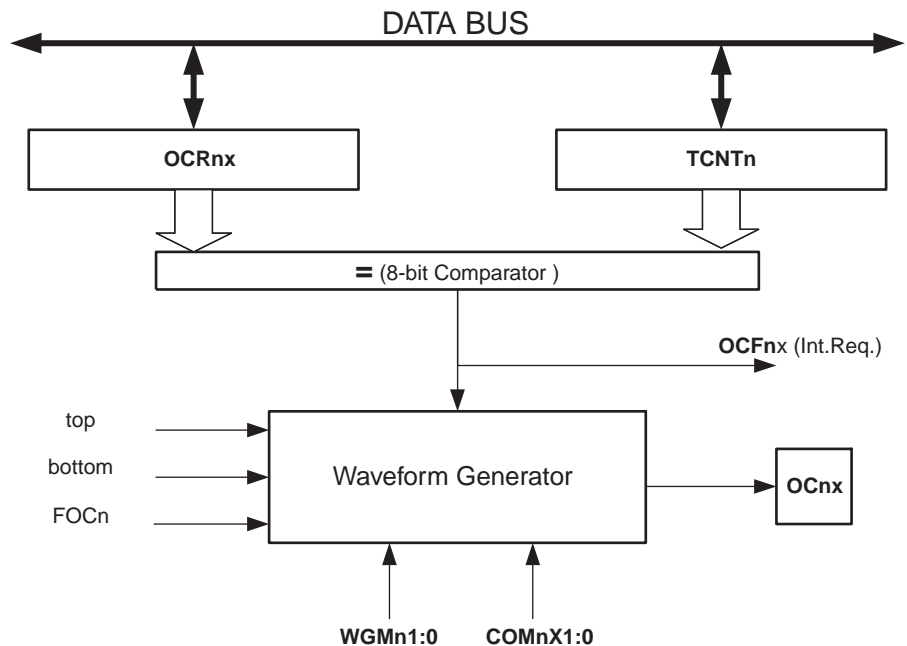 DATA BUS
OCRnx
TCNTn
= (8-bit Comparator )
OCFnx (Int.Req.)
top
bottom
FOCn
Waveform Generator
OCnx
WGMn1:0
COMnX1:0